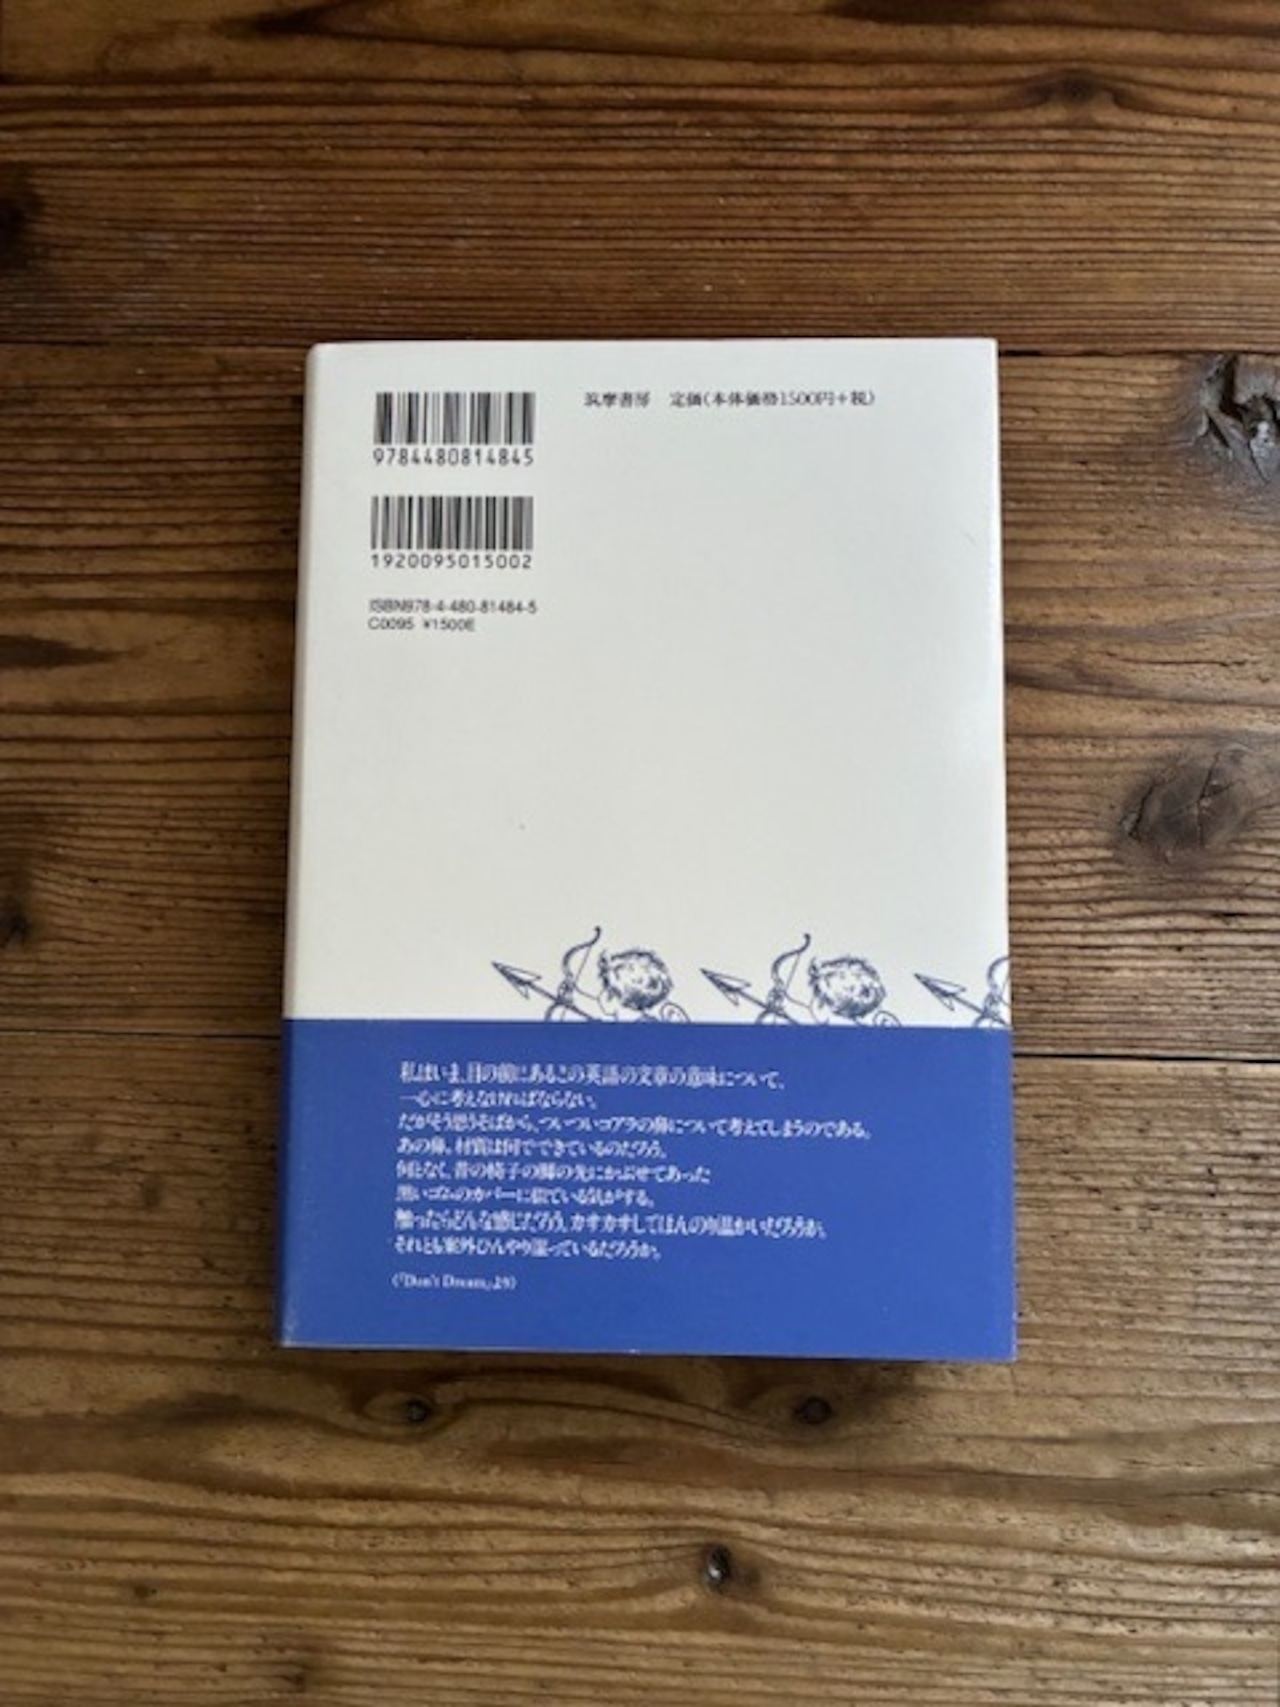 9784480814845
筑摩書房 定価(本体価格1500円+税)
1920095015002
ISBN978-4-480-81484-5
C0095 ¥1500E
私はいま、目の前にあるこの英語の文章の意味について、
一心に考えなければならない。
だがそう思うそばから、ついついコアラの鼻について考えてしまうのである。
あの鼻。材質は何でできているのだろう。
何となく、昔の椅子の脚の先にかぶせてあった
黒いゴムのカバーに似ている気がする。
触ったらどんな感じだろう。カサカサしてほんのり温かいだろうか。
それとも案外ひんやり湿っているだろうか。
(「Don't Dream」より)